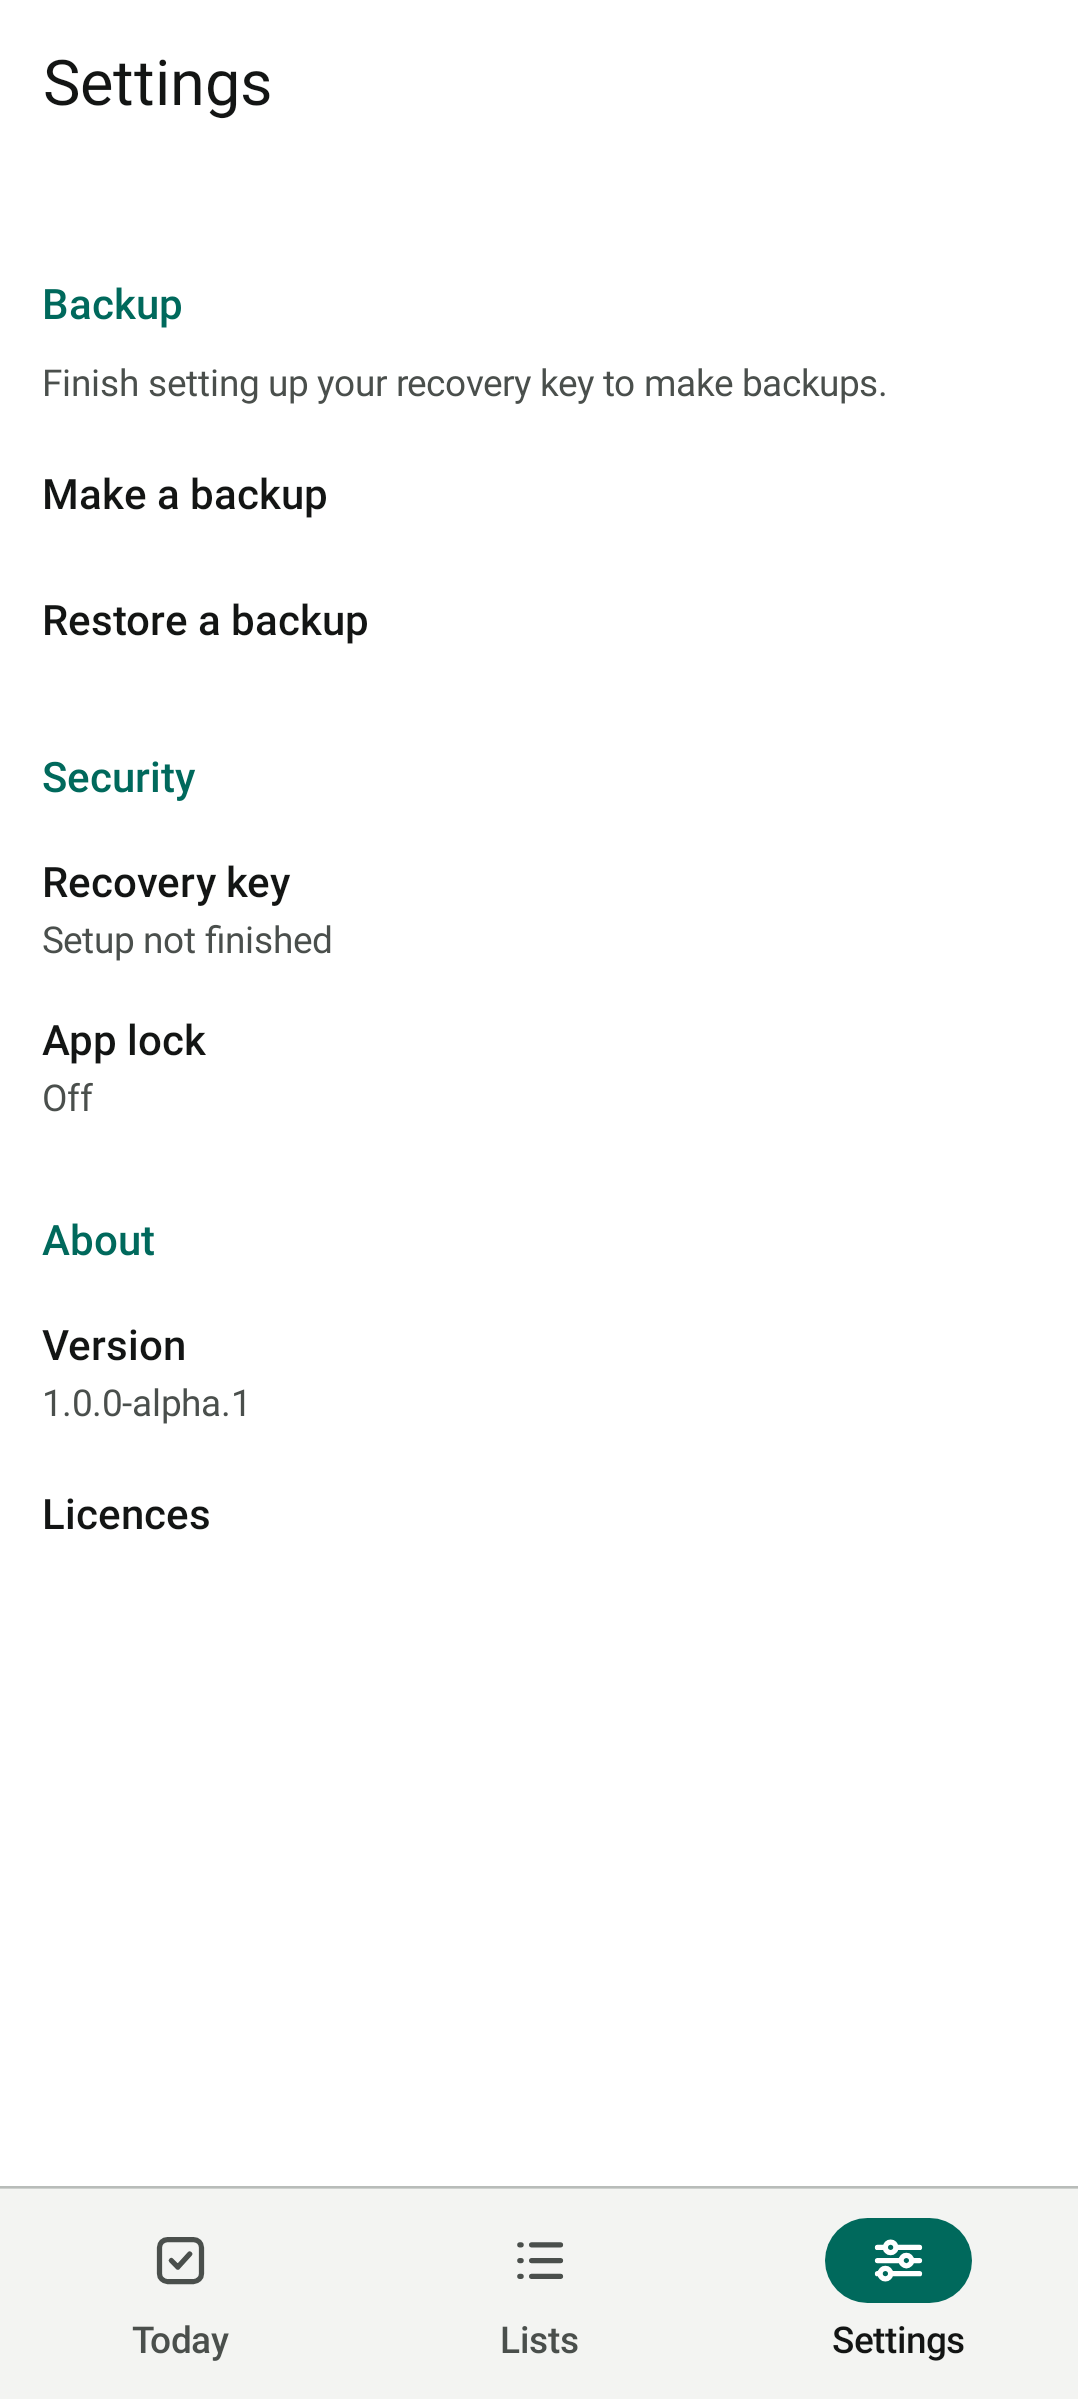 Settings
Backup
Finish setting up your recovery key to make backups.
Make a backup
Restore a backup
Security
Recovery key
Setup not finished
App lock
Off
About
Version
1.0.0-alpha.1
Licences
Today
Lists
Settings